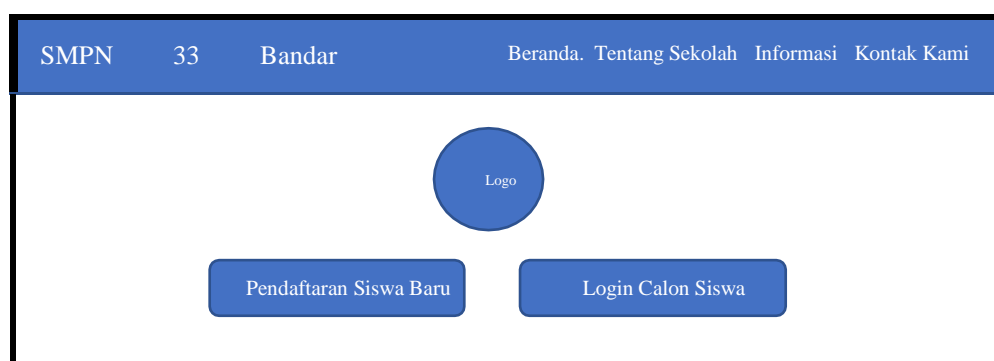 SMPN 33 Bandar Beranda. Tentang Sekolah Informasi Kontak Kami
Logo
Pendaftaran Siswa Baru Login Calon Siswa